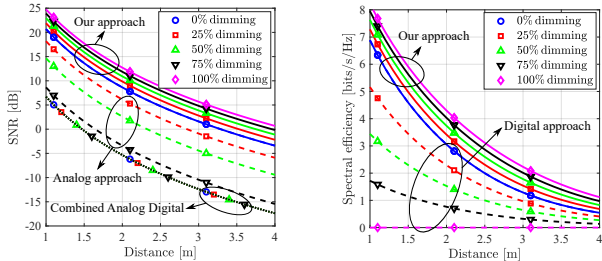 25
20
15
10
5
0
-5
-10
-15
-20
SNR [dB]
1
1.5
2
2.5
3
3.5
4
Distance [m]
Our approach
Analog approach
Combined Analog Digital
0% dimming
25% dimming
50% dimming
75% dimming
100% dimming
8
7
6
5
4
3
2
1
0
Spectral efficiency [bits/s/Hz]
1
1.5
2
2.5
3
3.5
4
Distance [m]
Our approach
Digital approach
0% dimming
25% dimming
50% dimming
75% dimming
100% dimming